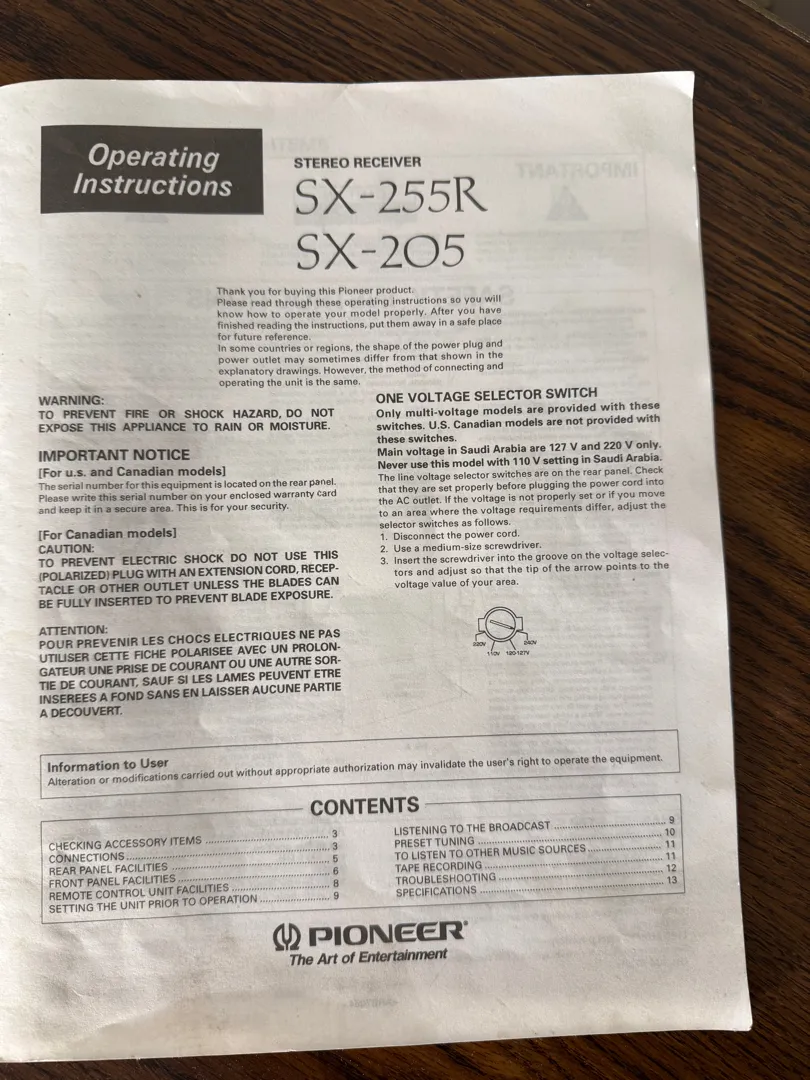 Operating
Instructions
STEREO RECEIVER
SX-255R
SX-205
Thank you for buying this Pioneer product.
Please read through these operating instructions so you will
know how to operate your model properly. After you have
finished reading the instructions, put them away in a safe place
for future reference.
In some countries or regions, the shape of the power plug and
power outlet may sometimes differ from that shown in the
explanatory drawings. However, the method of connecting and
operating the unit is the same.
WARNING:
TO PREVENT FIRE OR SHOCK HAZARD, DO NOT
EXPOSE THIS APPLIANCE TO RAIN OR MOISTURE.
IMPORTANT NOTICE
[For u.s. and Canadian models]
The serial number for this equipment is located on the rear panel.
Please write this serial number on your enclosed warranty card
and keep it in a secure area. This is for your security.
[For Canadian models]
CAUTION:
TO PREVENT ELECTRIC SHOCK DO NOT USE THIS
(POLARIZED) PLUG WITH AN EXTENSION CORD, RECEP-
TACLE OR OTHER OUTLET UNLESS THE BLADES CAN
BE FULLY INSERTED TO PREVENT BLADE EXPOSURE.
ATTENTION:
POUR PREVENIR LES CHOCS ELECTRIQUES NE PAS
UTILISER CETTE FICHE POLARISEE AVEC UN PROLON-
GATEUR UNE PRISE DE COURANT OU UNE AUTRE SOR-
TIE DE COURANT, SAUF SI LES LAMES PEUVENT ETRE
INSEREES A FOND SANS EN LAISSER AUCUNE PARTIE
A DECOUVERT.
ONE VOLTAGE SELECTOR SWITCH
Only multi-voltage models are provided with these
switches. U.S. Canadian models are not provided with
these switches.
Main voltage in Saudi Arabia are 127 V and 220 V only.
Never use this model with 110 V setting in Saudi Arabia.
The line voltage selector switches are on the rear panel. Check
that they are set properly before plugging the power cord into
the AC outlet. If the voltage is not properly set or if you move
to an area where the voltage requirements differ, adjust the
selector switches as follows.
1. Disconnect the power cord.
2. Use a medium-size screwdriver.
3. Insert the screwdriver into the groove on the voltage selec-
tors and adjust so that the tip of the arrow points to the
voltage value of your area.
220V 240V
110V 120-127V
Information to User
Alteration or modifications carried out without appropriate authorization may invalidate the user's right to operate the equipment.
CONTENTS
CHECKING ACCESSORY ITEMS ........ 3
CONNECTIONS ........ 3
REAR PANEL FACILITIES ........ 5
FRONT PANEL FACILITIES ........ 6
REMOTE CONTROL UNIT FACILITIES ........ 8
SETTING THE UNIT PRIOR TO OPERATION ........ 9
LISTENING TO THE BROADCAST ........ 9
PRESET TUNING ........ 10
TO LISTEN TO OTHER MUSIC SOURCES ........ 11
TAPE RECORDING ........ 11
TROUBLESHOOTING ........ 12
SPECIFICATIONS ........ 13
PIONEER®
The Art of Entertainment